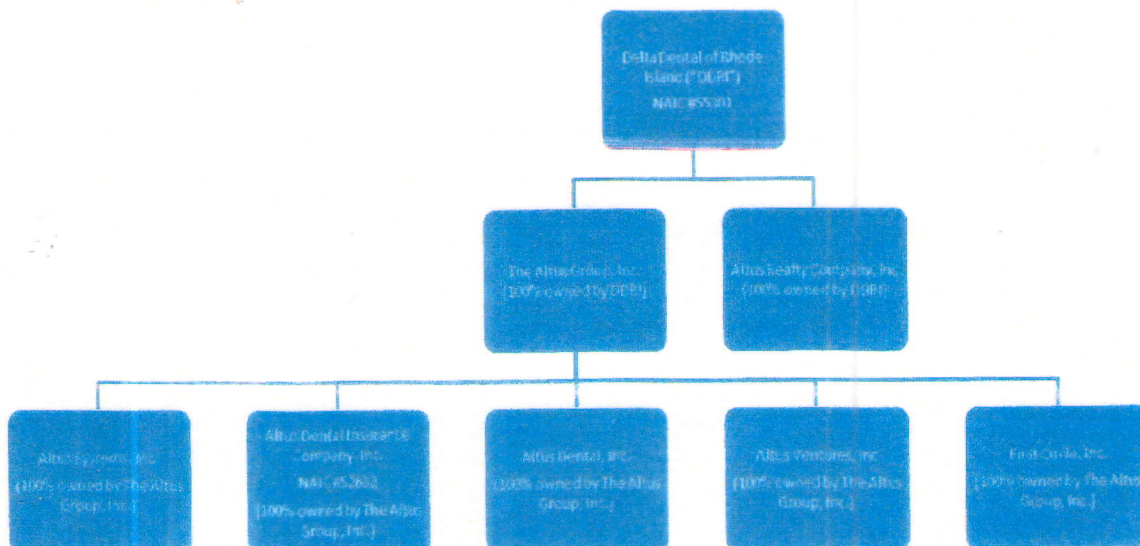 Delta Dental of Rhode
Island ("DDRI")
NAIC #55301
The Altus Group, Inc.
(100% owned by DDRI)
Altus Realty Company, Inc.
(100% owned by DDRI)
Altus Systems, Inc.
(100% owned by The Altus
Group, Inc.)
Altus Dental Insurance
Company, Inc.
NAIC #52632
(100% owned by The Altus
Group, Inc.)
Altus Dental, Inc.
(100% owned by The Altus
Group, Inc.)
Altus Ventures, Inc.
(100% owned by The Altus
Group, Inc.)
First Circle, Inc.
(100% owned by The Altus
Group, Inc.)